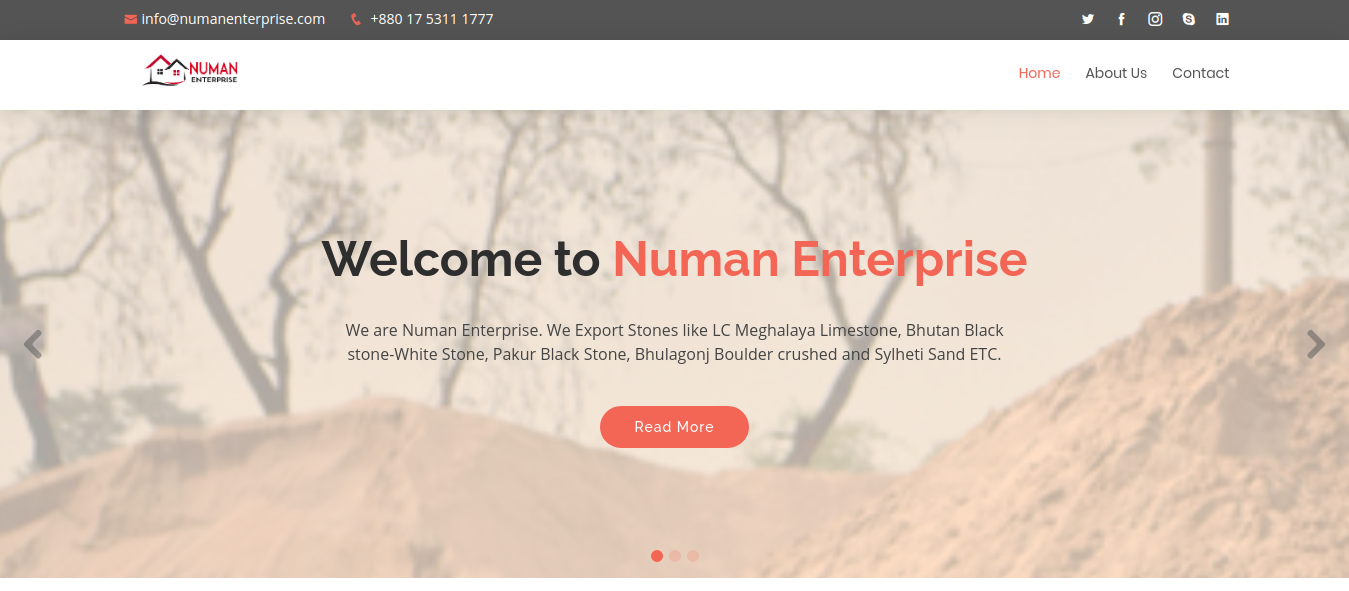 info@numanenterprise.com +880 17 5311 1777
NUMAN
ENTERPRISE
Home About Us Contact
Welcome to Numan Enterprise
We are Numan Enterprise. We Export Stones like LC Meghalaya Limestone, Bhutan Black
stone-White Stone, Pakur Black Stone, Bhulagonj Boulder crushed and Sylheti Sand ETC.
Read More